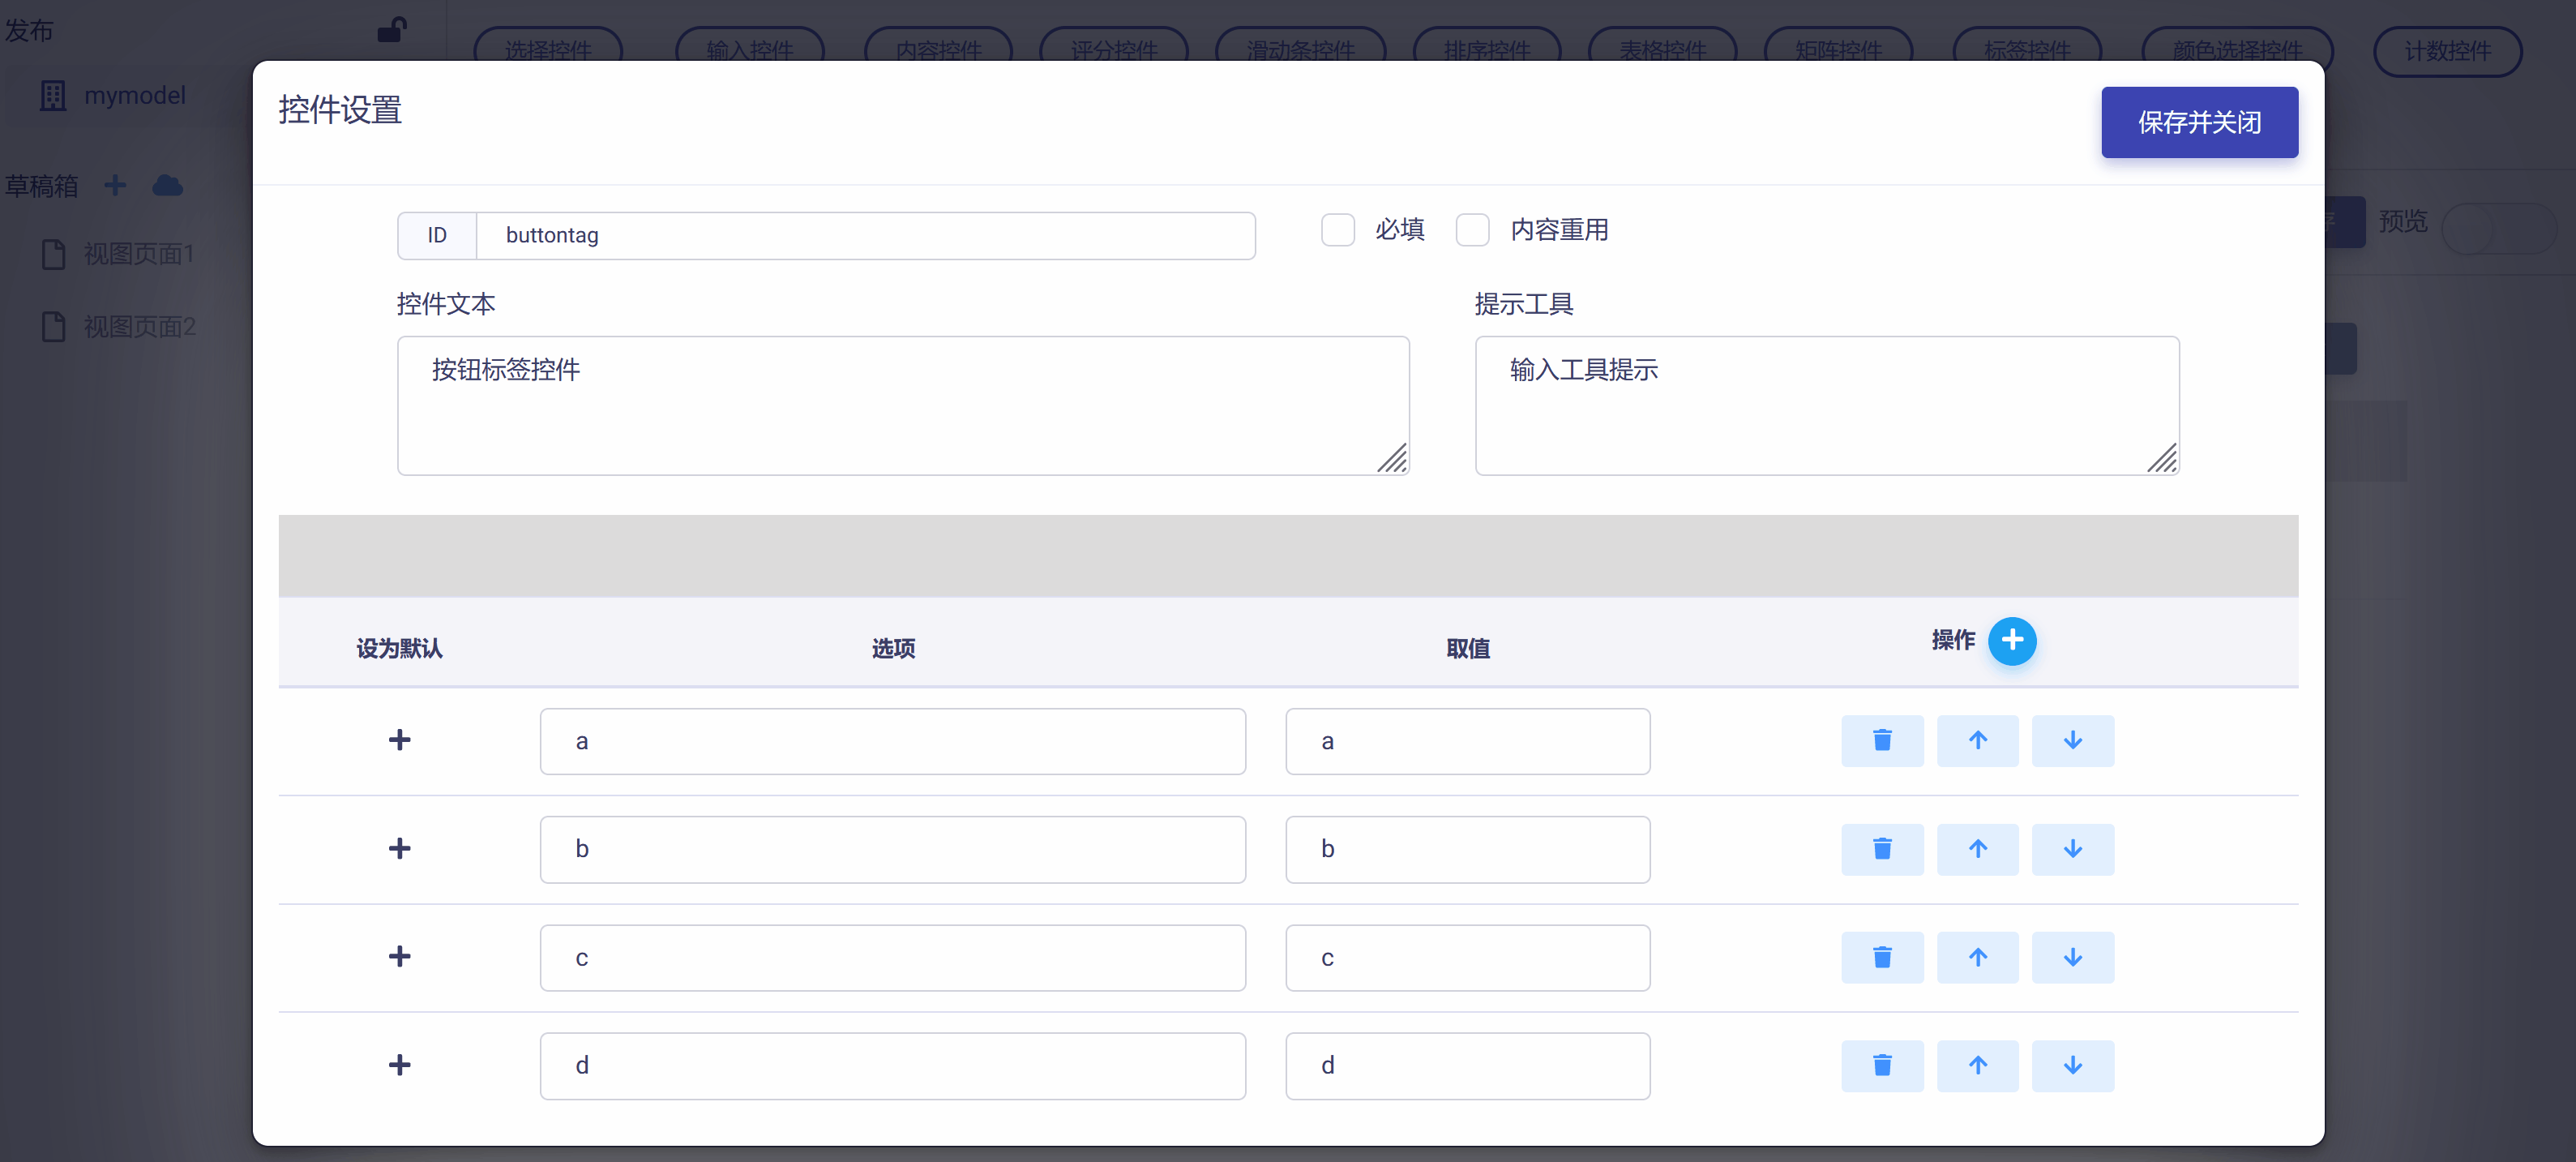 发布
选择控件 输入控件 内容控件 评分控件 滑动条控件 排序控件 表格控件 矩阵控件 标签控件 颜色选择控件 计数控件
mymodel
控件设置
保存并关闭
草稿箱
ID buttontag
必填 内容重用
存 预览
视图页面1
控件文本 提示工具
视图页面2
按钮标签控件 输入工具提示
设为默认 选项 取值 操作
a a
b b
c c
d d